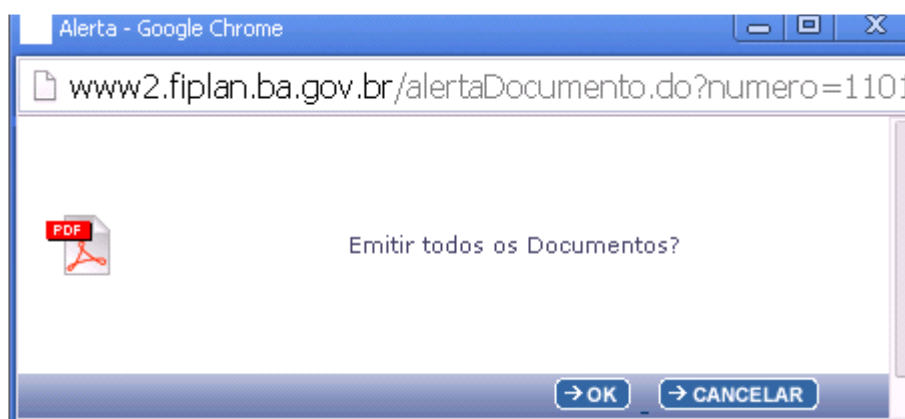 Alerta - Google Chrome
www2.fiplan.ba.gov.br/alertaDocumento.do?numero=1101
PDF
Emitir todos os Documentos?
OK CANCELAR